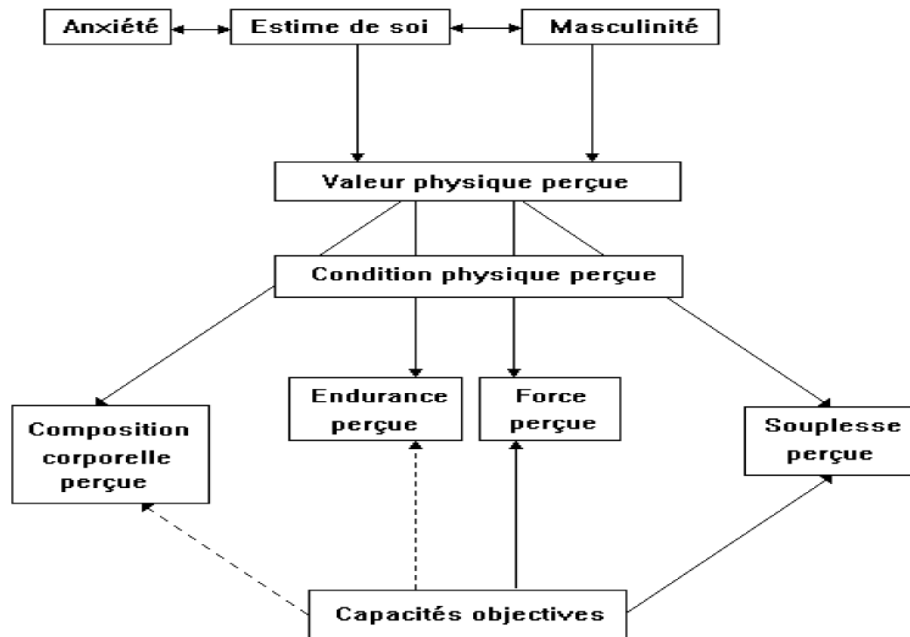 Anxiété
Estime de soi
Masculinité
Valeur physique perçue
Condition physique perçue
Endurance
perçue
Force
perçue
Composition
corporelle
perçue
Souplesse
perçue
Capacités objectives